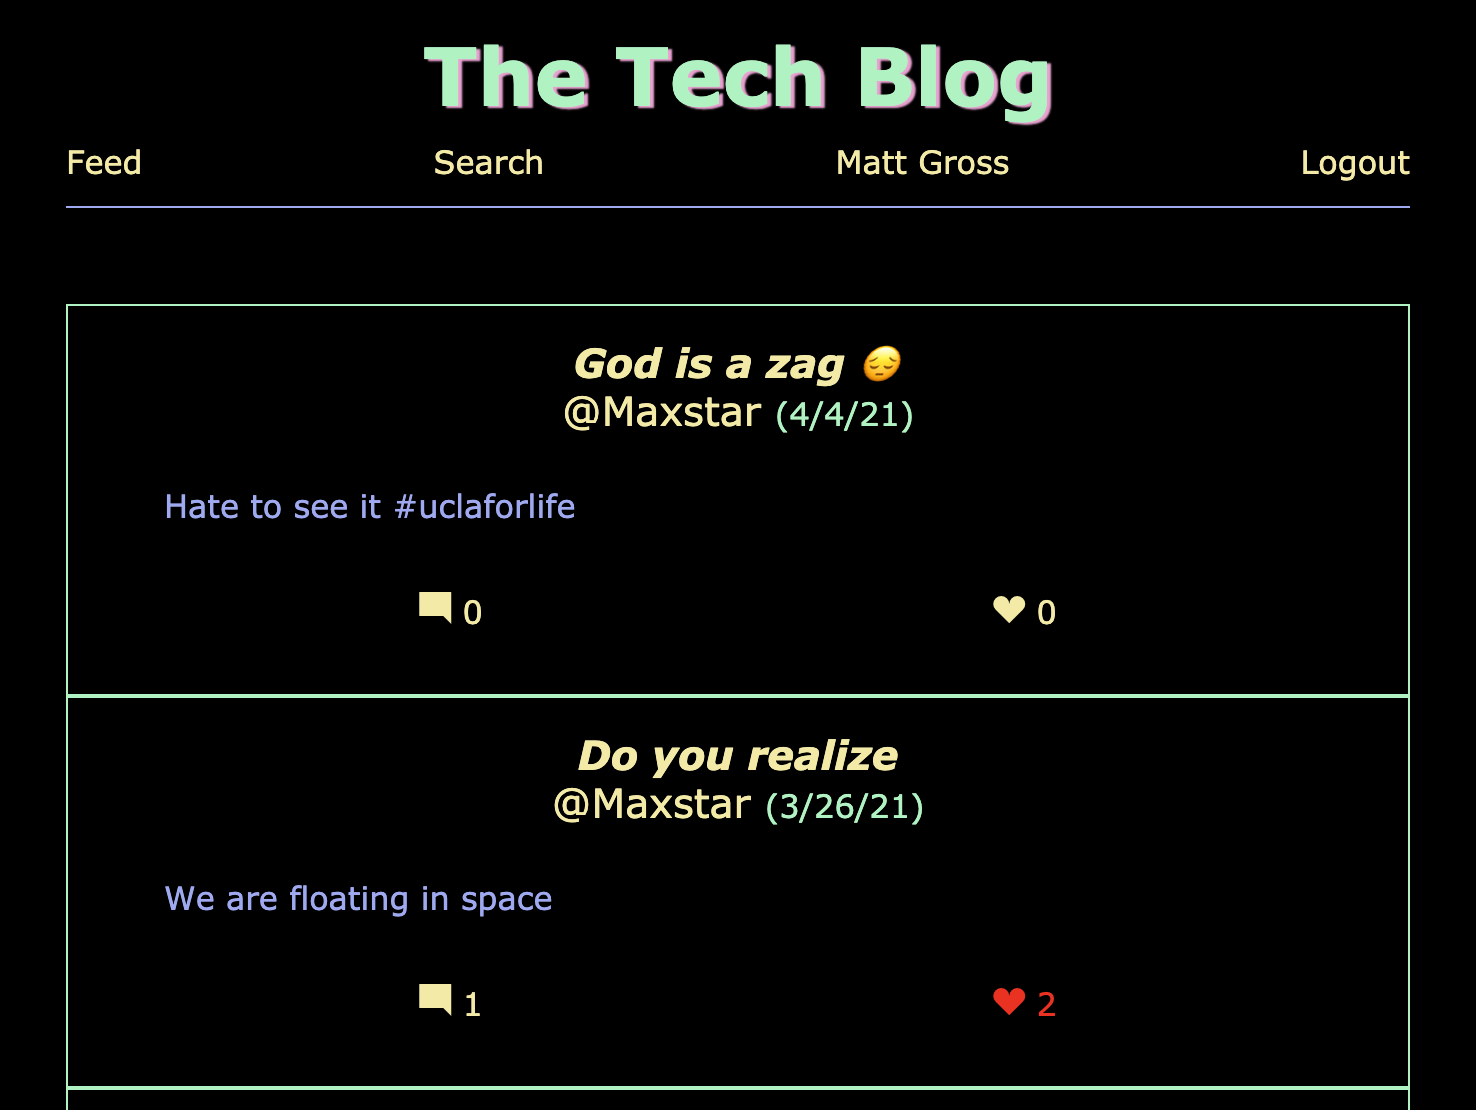 The Tech Blog
Feed Search Matt Gross Logout
God is a zag 😔
@Maxstar (4/4/21)
Hate to see it #uclaforlife
0 0
Do you realize
@Maxstar (3/26/21)
We are floating in space
1 2